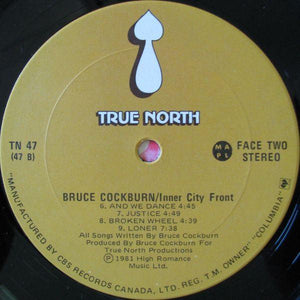 TRUE NORTH
TN 47
(47 B)
MAPL
FACE TWO
STEREO
BRUCE COCKBURN/Inner City Front
6. AND WE DANCE 4:45
7. JUSTICE 4:49
8. BROKEN WHEEL 4:39
9. LONER 7:38
All Songs Written By Bruce Cockburn
Produced By Bruce Cockburn For
True North Productions
℗ 1981 High Romance
Music Ltd.
"MANUFACTURED BY CBS RECORDS CANADA, LTD. REG. T.M. OWNER" "COLUMBIA"